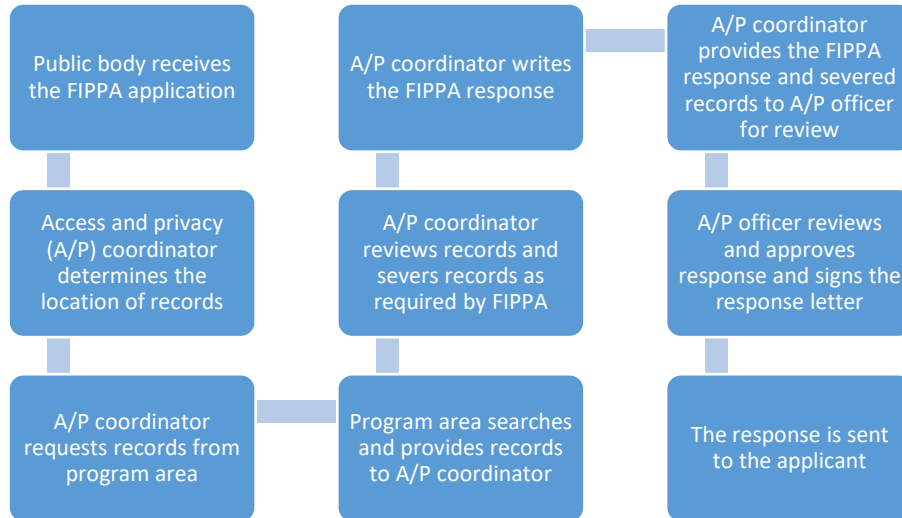 Public body receives
the FIPPA application
Access and privacy
(A/P) coordinator
determines the
location of records
A/P coordinator
requests records from
program area
Program area searches
and provides records
to A/P coordinator
A/P coordinator
reviews records and
severs records as
required by FIPPA
A/P coordinator writes
the FIPPA response
A/P coordinator
provides the FIPPA
response and severed
records to A/P officer
for review
A/P officer reviews
and approves
response and signs the
response letter
The response is sent
to the applicant